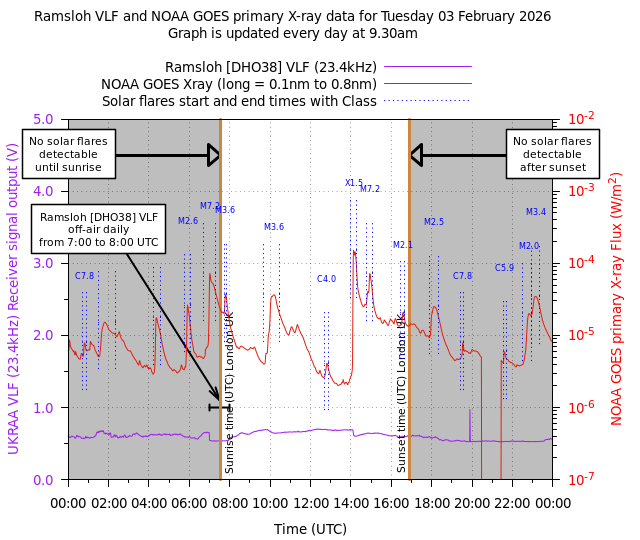 Ramsloh VLF and NOAA GOES primary X-ray data for Tuesday 03 February 2026
Graph is updated every day at 9.30am
Ramsloh [DHO38] VLF (23.4kHz)
NOAA GOES Xray (long = 0.1nm to 0.8nm)
Solar flares start and end times with Class
5.0
4.0
3.0
2.0
1.0
0.0
UKRAA VLF (23.4kHz) Receiver signal output (V)
10-2
10-3
10-4
10-5
10-6
10-7
NOAA GOES primary X-ray Flux (W/m2)
No solar flares
detectable
until sunrise
No solar flares
detectable
after sunset
Ramsloh [DHO38] VLF
off-air daily
from 7:00 to 8:00 UTC
C7.8
M2.6
M7.2
M3.6
M3.6
C4.0
X1.5
M7.2
M2.1
M2.5
C7.8
C5.9
M2.0
M3.4
Sunrise time (UTC) London UK
Sunset time (UTC) London UK
00:00 02:00 04:00 06:00 08:00 10:00 12:00 14:00 16:00 18:00 20:00 22:00 00:00
Time (UTC)